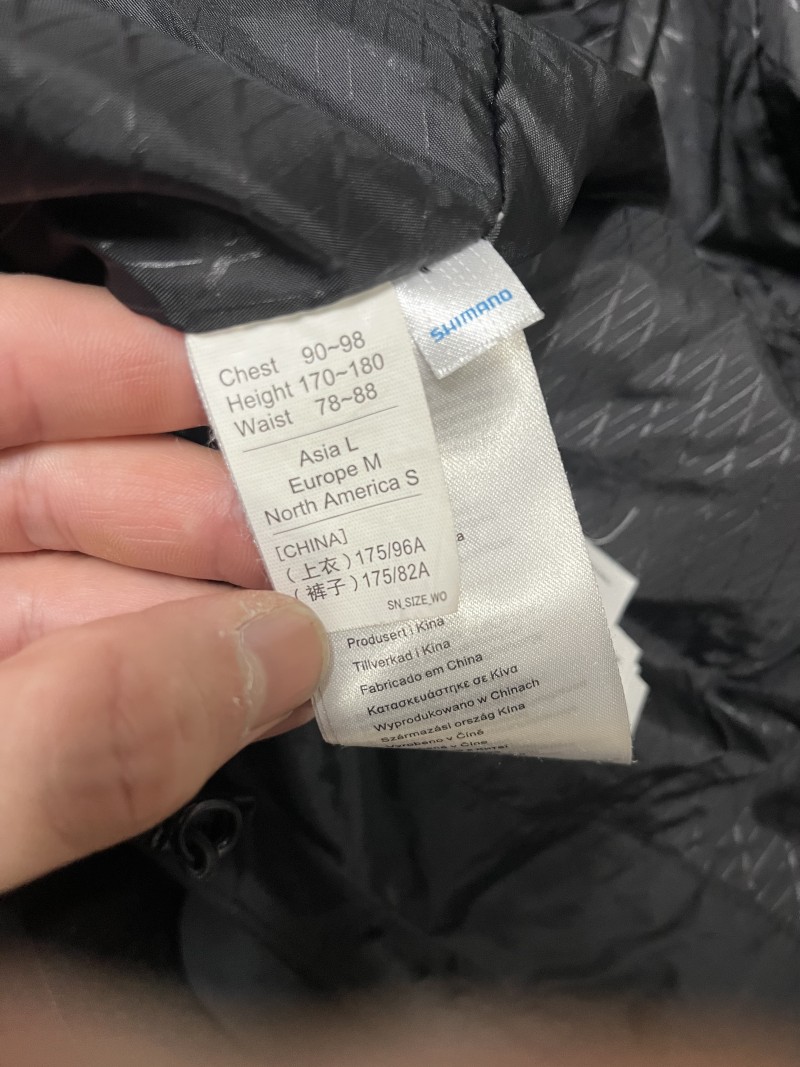 SHIMANO
Chest 90~98
Height 170~180
Waist 78~88
Asia L
Europe M
North America S
[CHINA]
(上衣)175/96A
(裤子)175/82A
SN_SIZE_WO
Produsert i Kina
Tillverkad i Kina
Fabricado em China
Κατασκευάστηκε σε Κίνα
Wyprodukowano w Chinach
Származási ország Kína
Vyrobeno v Číně